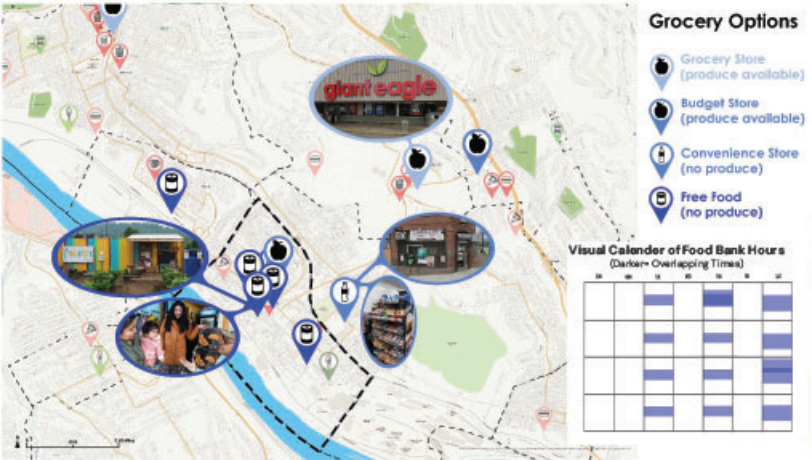 Grocery Options
Grocery Store
(produce available)
Budget Store
(produce available)
Convenience Store
(no produce)
Free Food
(no produce)
giant eagle
Visual Calender of Food Bank Hours
(Darker= Overlapping Times)